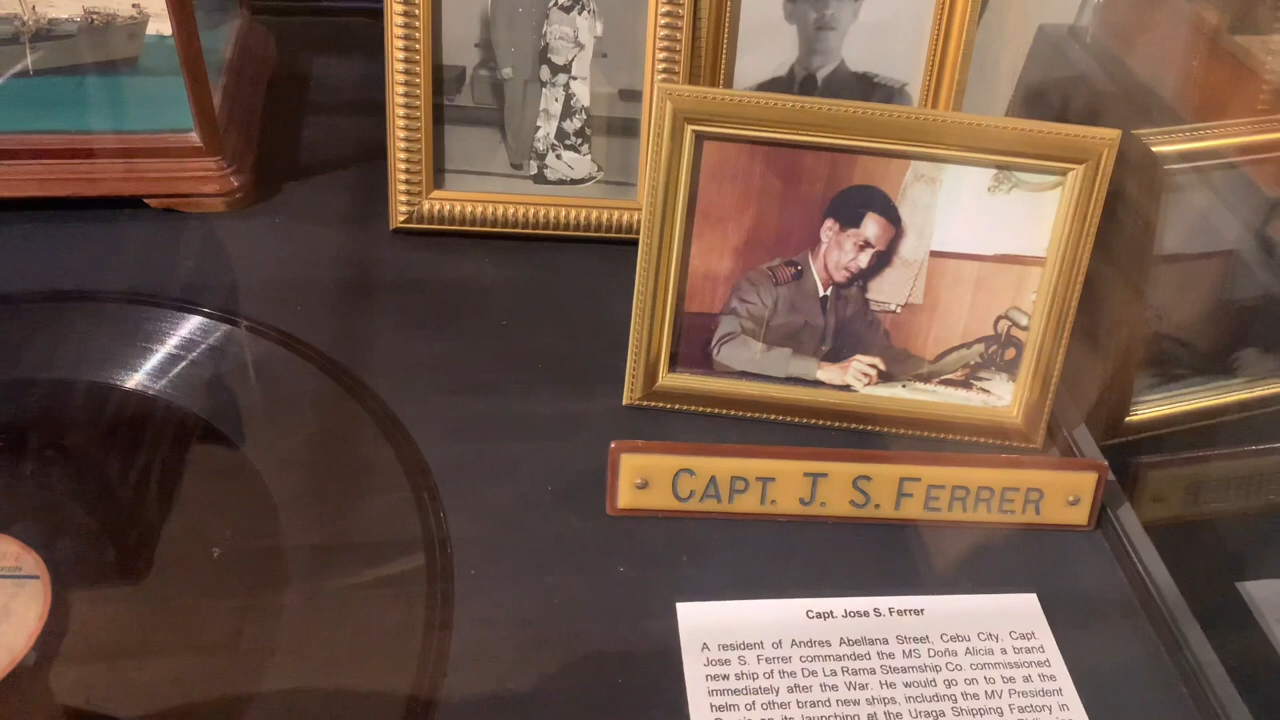 CAPT. J. S. FERRER
Capt. Jose S. Ferrer
A resident of Andres Abellana Street, Cebu City, Capt.
Jose S. Ferrer commanded the MS Doña Alicia a brand
new ship of the De La Rama Steamship Co. commissioned
immediately after the War. He would go on to be at the
helm of other brand new ships, including the MV President
on its launching at the Uraga Shipping Factory in